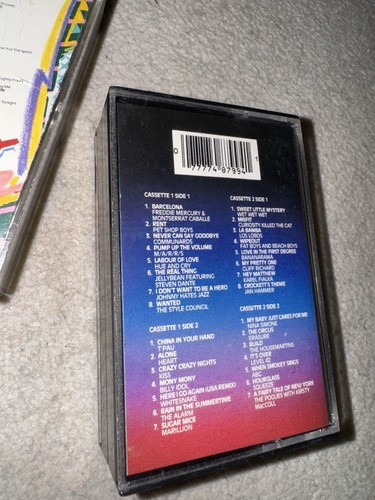 0
77774 87994
1
CASSETTE 1 SIDE 1
1. BARCELONA
FREDDIE MERCURY &
MONTSERRAT CABALLÉ
2. RENT
PET SHOP BOYS
3. NEVER CAN SAY GOODBYE
COMMUNARDS
4. PUMP UP THE VOLUME
M/A/R/R/S
5. LABOUR OF LOVE
HUE AND CRY
6. THE REAL THING
JELLYBEAN FEATURING
STEVEN DANTE
7. I DON'T WANT TO BE A HERO
JOHNNY HATES JAZZ
8. WANTED
THE STYLE COUNCIL
CASSETTE 1 SIDE 2
1. CHINA IN YOUR HAND
T'PAU
2. ALONE
HEART
3. CRAZY CRAZY NIGHTS
KISS
4. MONY MONY
BILLY IDOL
5. HERE I GO AGAIN (USA REMIX)
WHITESNAKE
6. RAIN IN THE SUMMERTIME
THE ALARM
7. SUGAR MICE
MARILLION
CASSETTE 2 SIDE 1
1. SWEET LITTLE MYSTERY
WET WET WET
2. MISFIT
CURIOSITY KILLED THE CAT
3. LA BAMBA
LOS LOBOS
4. WIPEOUT
FAT BOYS AND BEACH BOYS
5. LOVE IN THE FIRST DEGREE
BANANARAMA
6. MY PRETTY ONE
CLIFF RICHARD
7. HEY MATTHEW
KAREL FIALKA
8. CROCKETT'S THEME
JAN HAMMER
CASSETTE 2 SIDE 2
1. MY BABY JUST CARES FOR ME
NINA SIMONE
2. THE CIRCUS
ERASURE
3. BUILD
THE HOUSEMARTINS
4. IT'S OVER
LEVEL 42
5. WHEN SMOKEY SINGS
ABC
6. HOURGLASS
SQUEEZE
7. A FAIRY TALE OF NEW YORK
THE POGUES WITH KIRSTY
MacCOLL